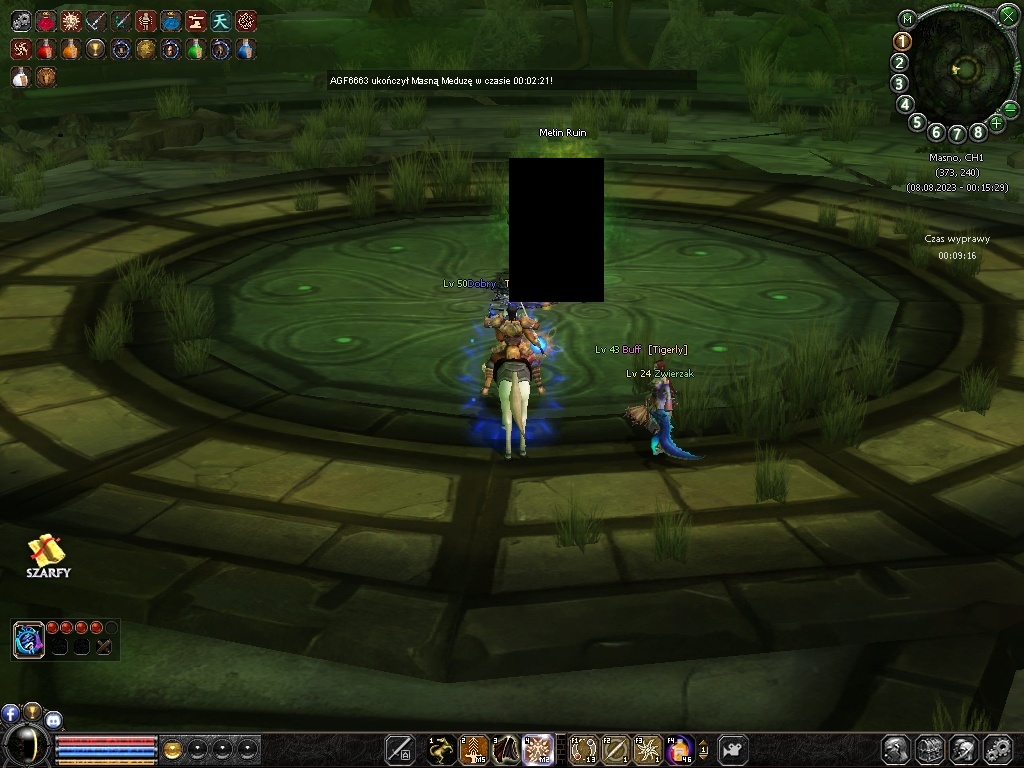 AGF6663 ukończył Masną Meduzę w czasie 00:02:21!
M
1
2
3
4
5
6
7
8
Metin Ruin
Masno, CH1
(373, 240)
(08.08.2023 - 00:15:29)
Czas wyprawy
00:09:16
Lv 50 Dobry
Lv 43 Buff [Tigerly]
Lv 24 Zwierzak
SZARFY